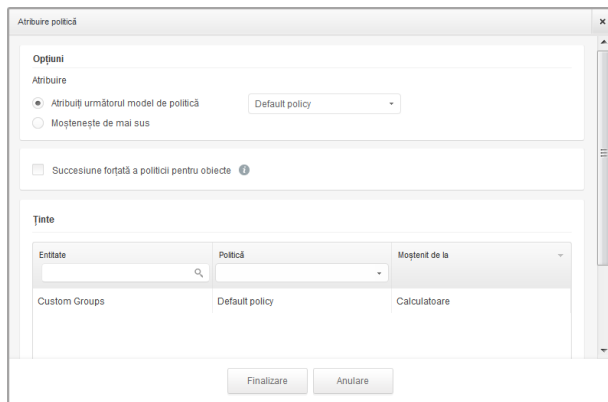 Atribuire politică
Opțiuni
Atribuire
Atribuiți următorul model de politică Default policy
Moștenește de mai sus
Succesiune forțată a politicii pentru obiecte
Ținte
Entitate Politică Moștenit de la
Custom Groups Default policy Calculatoare
Finalizare Anulare